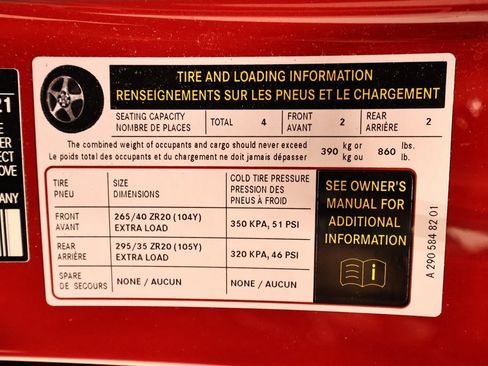 TIRE AND LOADING INFORMATION
RENSEIGNEMENTS SUR LES PNEUS ET LE CHARGEMENT
SEATING CAPACITY TOTAL 4 FRONT 2 REAR 2
NOMBRE DE PLACES AVANT ARRIÈRE
The combined weight of occupants and cargo should never exceed 390 kg or 860 lbs.
Le poids total des occupants et du chargement ne doit jamais dépasser kg ou lb.
TIRE SIZE COLD TIRE PRESSURE
PNEU DIMENSIONS PRESSION DES
PNEUS À FROID
FRONT 265/40 ZR20 (104Y) 350 KPA, 51 PSI
AVANT EXTRA LOAD
REAR 295/35 ZR20 (105Y) 320 KPA, 46 PSI
ARRIÈRE EXTRA LOAD
SPARE NONE / AUCUN NONE / AUCUN
DE SECOURS
SEE OWNER'S
MANUAL FOR
ADDITIONAL
INFORMATION
A 290 584 82 01
21
E
ER
ECT
OVE
ANY